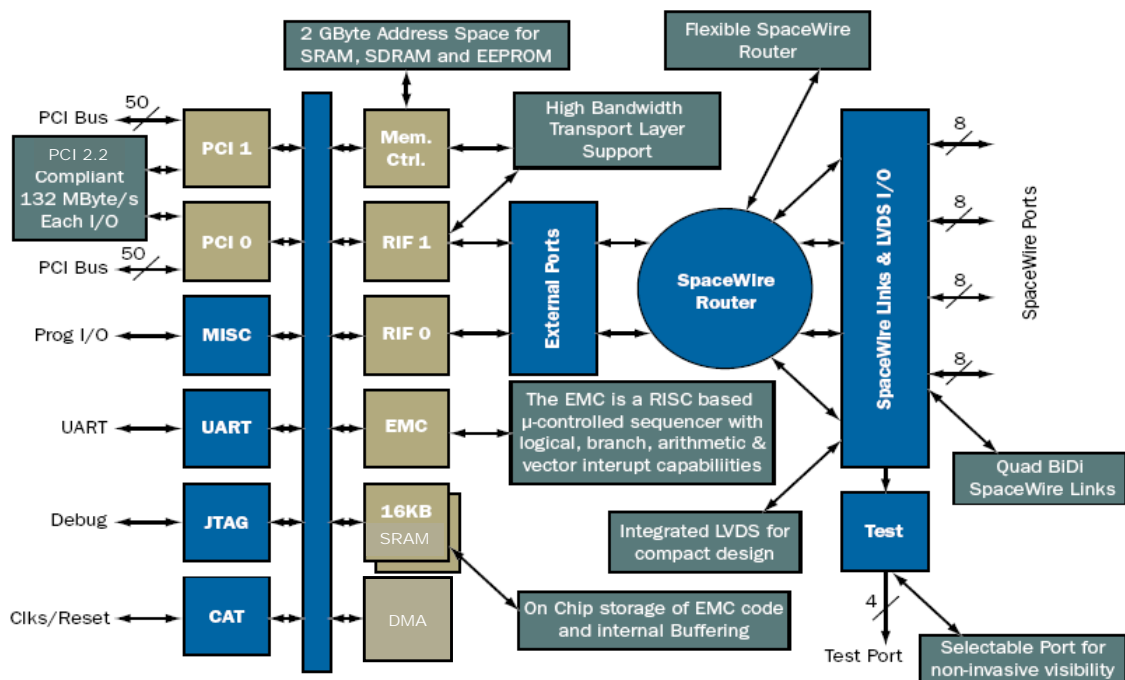 2 GByte Address Space for
SRAM, SDRAM and EEPROM
Flexible SpaceWire
Router
PCI Bus
50
PCI 1
Mem.
Ctrl.
High Bandwidth
Transport Layer
Support
8
PCI 2.2
Compliant
132 MByte/s
Each I/O
PCI 0
RIF 1
External Ports
SpaceWire
Router
SpaceWire Links & LVDS I/O
8
SpaceWire Ports
50
PCI Bus
8
Prog I/O
MISC
RIF 0
8
UART
UART
EMC
The EMC is a RISC based
µ-controlled sequencer with
logical, branch, arithmetic &
vector interupt capabiliities
Quad BiDi
SpaceWire Links
Debug
JTAG
16KB
SRAM
Integrated LVDS for
compact design
Test
Clks/Reset
CAT
DMA
On Chip storage of EMC code
and internal Buffering
4
Test Port
Selectable Port for
non-invasive visibility